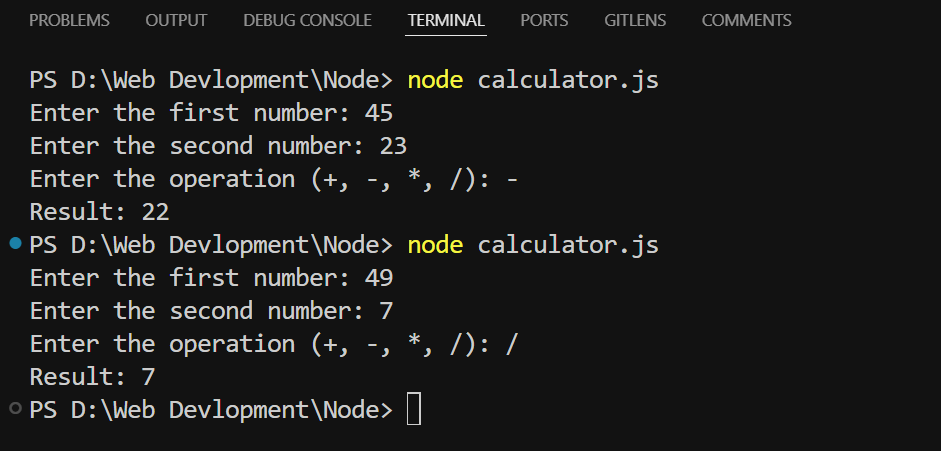 PROBLEMS OUTPUT DEBUG CONSOLE TERMINAL PORTS GITLENS COMMENTS
PS D:\Web Devlopment\Node> node calculator.js
Enter the first number: 45
Enter the second number: 23
Enter the operation (+, -, *, /): -
Result: 22
PS D:\Web Devlopment\Node> node calculator.js
Enter the first number: 49
Enter the second number: 7
Enter the operation (+, -, *, /): /
Result: 7
PS D:\Web Devlopment\Node>